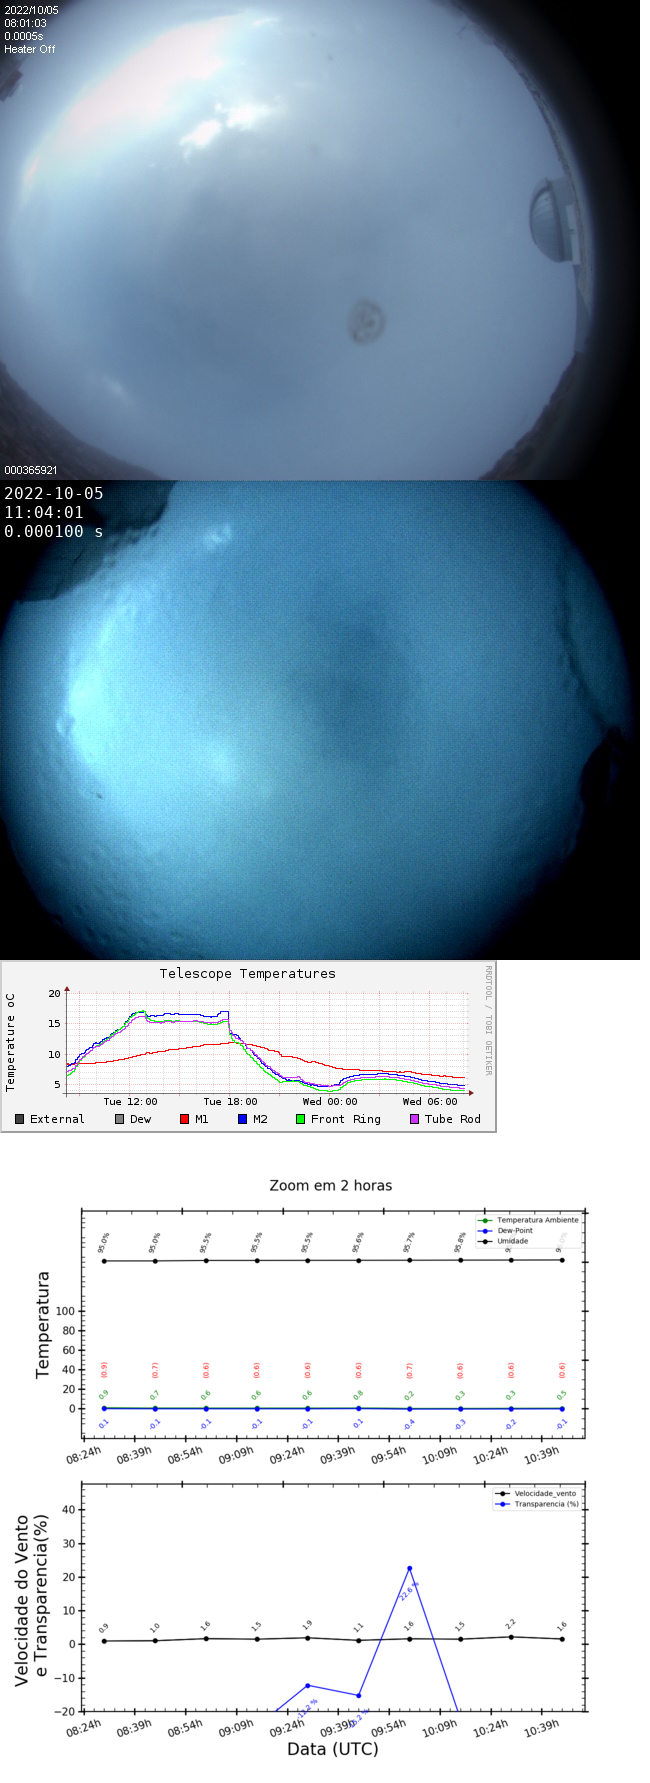 2022/10/05
08:01:03
0.0005s
Heater Off
000365921
2022-10-05
11:04:01
0.000100 s
Telescope Temperatures
RRDTOOL / TOBI OETIKER
Temperature oC
20
15
10
5
Tue 12:00 Tue 18:00 Wed 00:00 Wed 06:00
External Dew M1 M2 Front Ring Tube Rod
Zoom em 2 horas
Temperatura Ambiente
Dew-Point
Umidade
95.0% 95.0% 95.5% 95.5% 95.5% 95.6% 95.7% 95.8%
Temperatura
100
80
60
40
20
0
(0.9) (0.7) (0.6) (0.6) (0.6) (0.6) (0.7) (0.6) (0.6) (0.6)
0.9 0.7 0.6 0.6 0.6 0.8 0.2 0.3 0.3 0.5
0.1 -0.1 -0.1 -0.1 -0.1 0.1 -0.4 -0.3 -0.2 -0.1
08:24h 08:39h 08:54h 09:09h 09:24h 09:39h 09:54h 10:09h 10:24h 10:39h
Velocidade_vento
Transparencia (%)
Velocidade do Vento
e Transparencia(%)
40
30
20
10
0
−10
−20
0.9 1.0 1.6 1.5 1.9 1.1 1.6 1.5 2.2 1.6
22.6 %
08:24h 08:39h 08:54h 09:09h 09:24h 09:39h 09:54h 10:09h 10:24h 10:39h
Data (UTC)